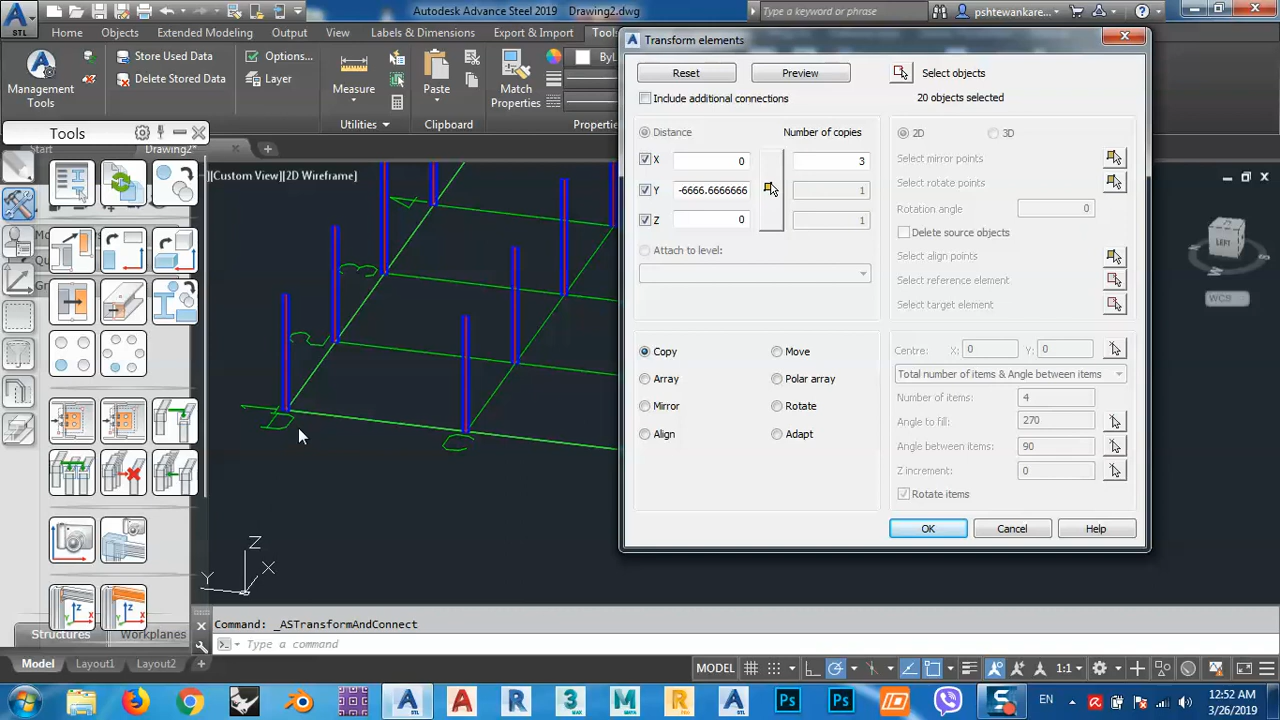 Autodesk Advance Steel 2019 Drawing2.dwg
Type a keyword or phrase
pshtewankare...
STL
Home Objects Extended Modeling Output View Labels & Dimensions Export & Import Tools
Management Tools
Store Used Data
Delete Stored Data
Options...
Layer
Measure
Utilities
Paste
Clipboard
Match Properties
ByL
Properties
Tools
Start
Drawing2*
][Custom View][2D Wireframe]
Transform elements
Reset
Preview
Select objects
Include additional connections
20 objects selected
Distance
Number of copies
X 0 3
Y -6666.6666666 1
Z 0 1
Attach to level:
2D
3D
Select mirror points
Select rotate points
Rotation angle 0
Delete source objects
Select align points
Select reference element
Select target element
Copy
Move
Array
Polar array
Mirror
Rotate
Align
Adapt
Centre: X: 0 Y: 0
Total number of items & Angle between items
Number of items: 4
Angle to fill: 270
Angle between items: 90
Z increment: 0
Rotate items
OK
Cancel
Help
LEFT
WCS
Z
X
Y
Structures
Workplanes
Command: _ASTransformAndConnect
Type a command
Model Layout1 Layout2
MODEL
1:1
EN
12:52 AM
3/26/2019